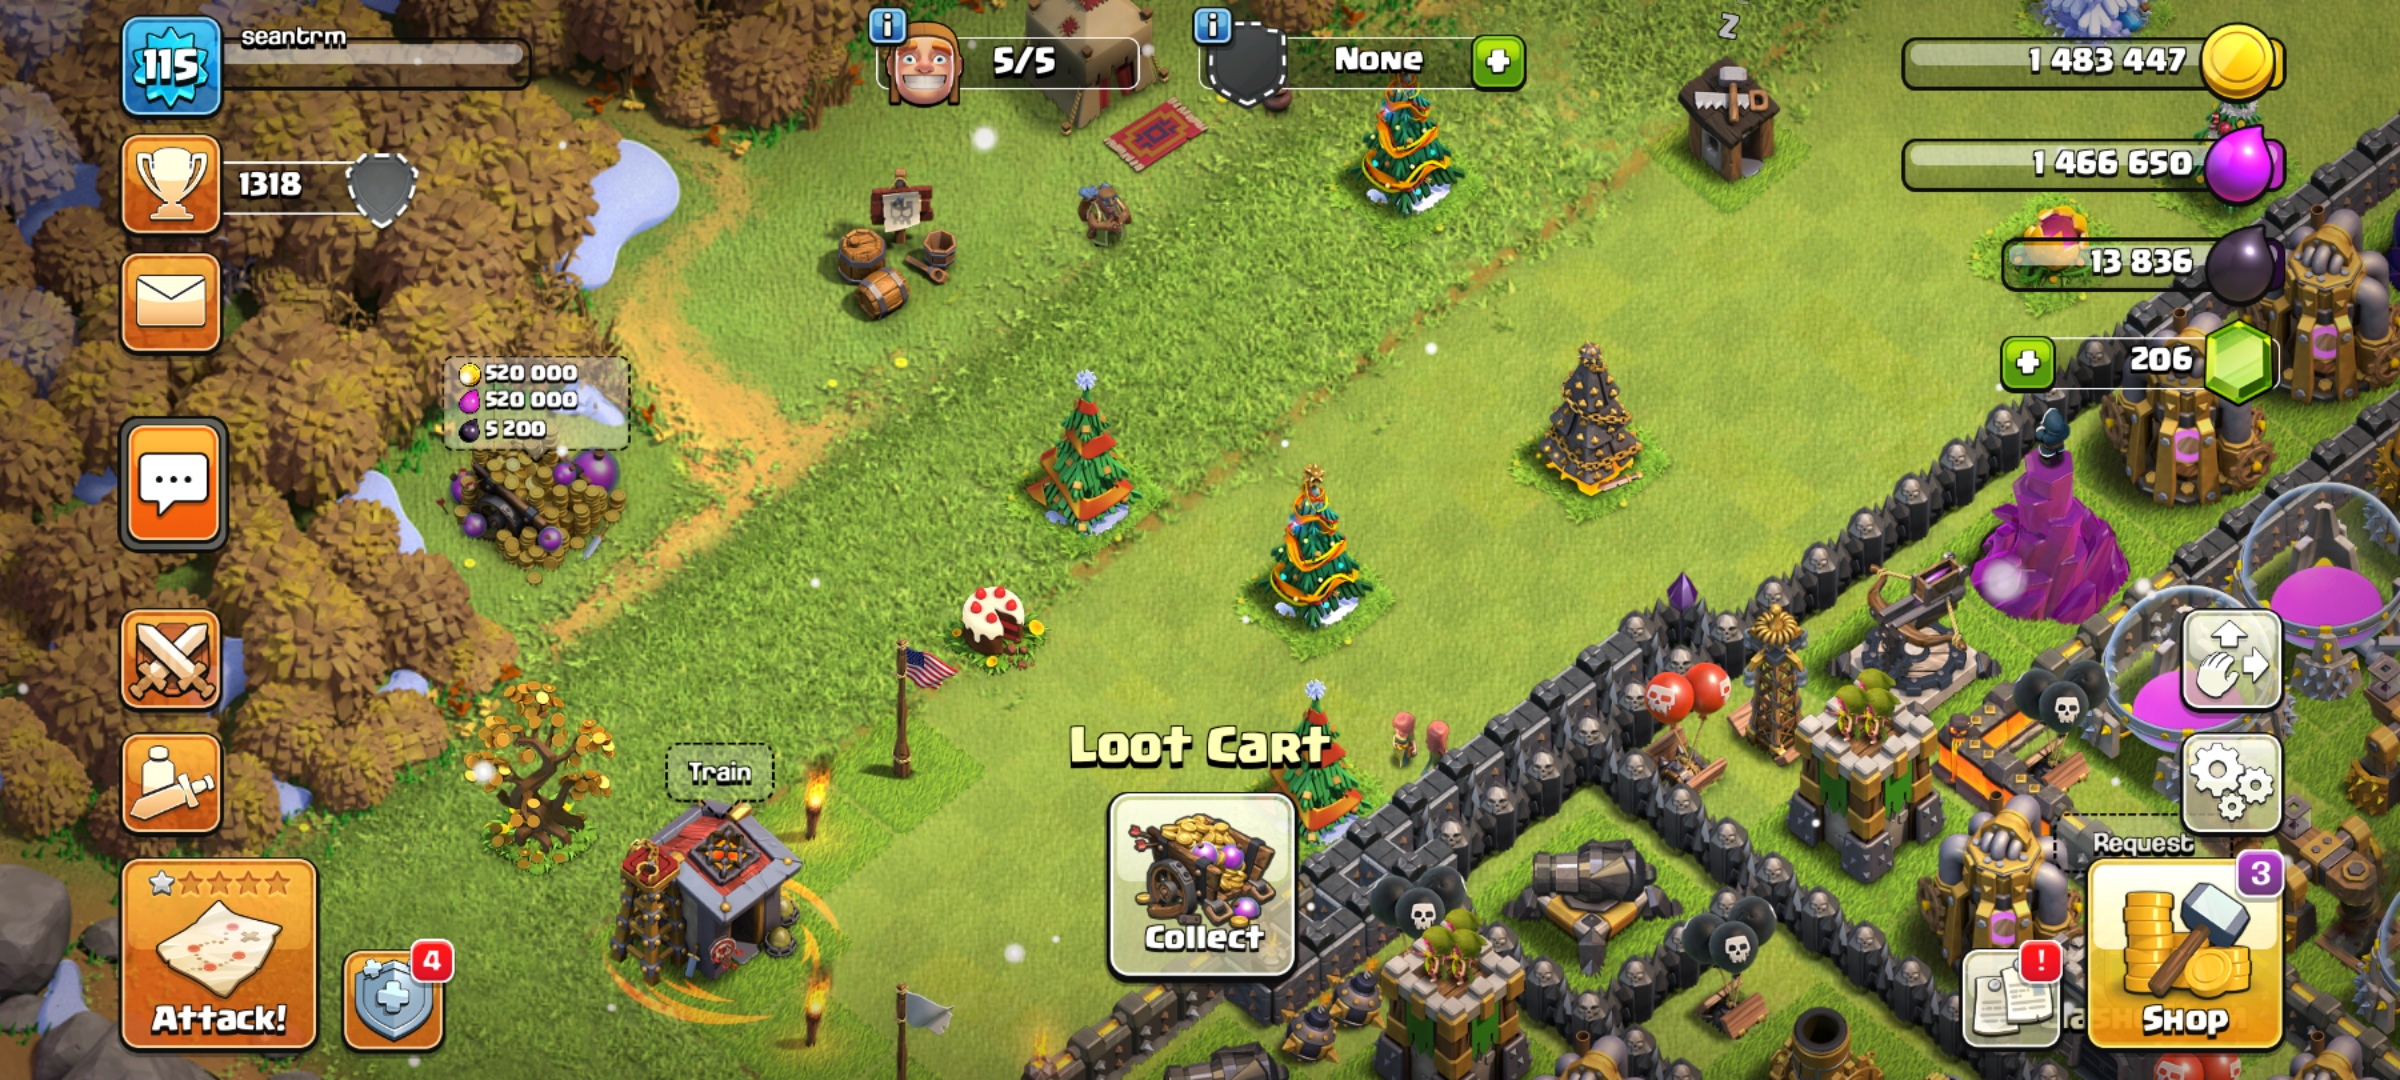 115
seantrm
5/5
None
1 483 447
1318
1 466 650
13 836
206
520 000
520 000
5 200
Z
Train
Loot Cart
Collect
Request
3
4
!
Attack!
Shop